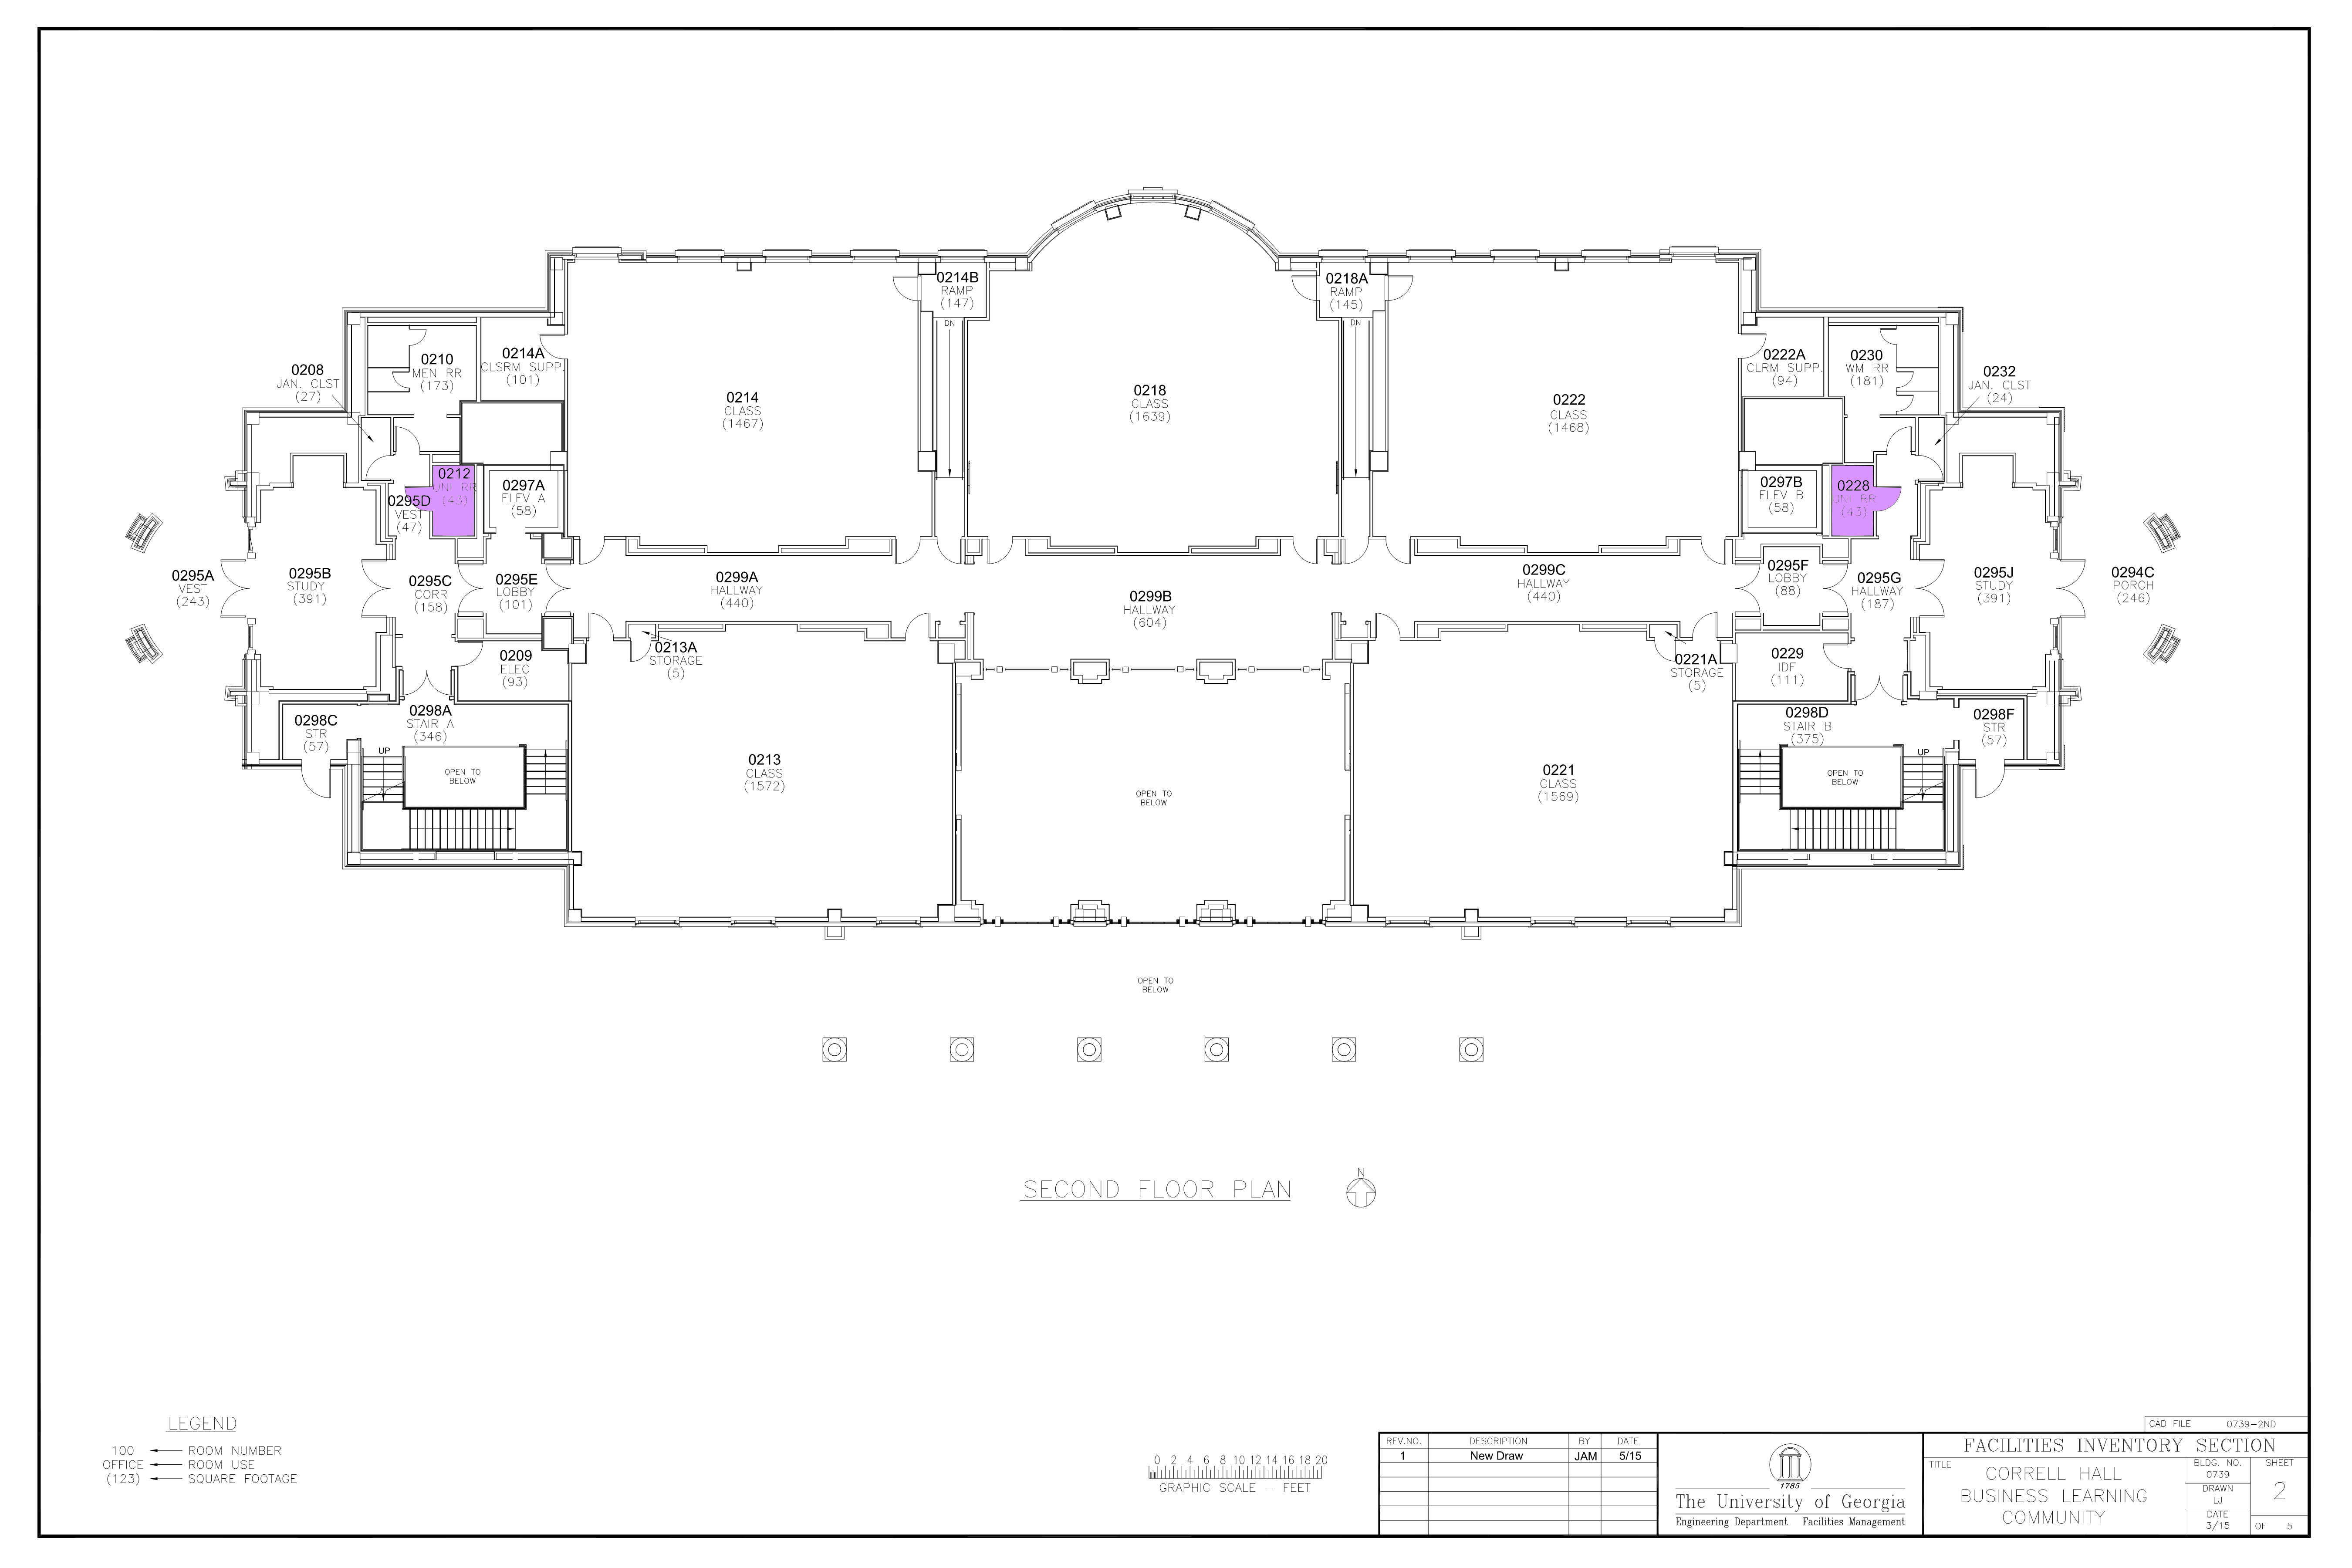 0214B
RAMP
(147)
DN
0218A
RAMP
(145)
DN
0208
JAN. CLST
(27)
0210
MEN RR
(173)
0214A
CLSRM SUPP.
(101)
0214
CLASS
(1467)
0218
CLASS
(1639)
0222
CLASS
(1468)
0222A
CLRM SUPP.
(94)
0230
WM RR
(181)
0232
JAN. CLST
(24)
0212
UNI RR
(43)
0295D
VEST
(47)
0297A
ELEV A
(58)
0297B
ELEV B
(58)
0228
UNI RR
(43)
0295A
VEST
(243)
0295B
STUDY
(391)
0295C
CORR
(158)
0295E
LOBBY
(101)
0299A
HALLWAY
(440)
0299B
HALLWAY
(604)
0299C
HALLWAY
(440)
0295F
LOBBY
(88)
0295G
HALLWAY
(187)
0295J
STUDY
(391)
0294C
PORCH
(246)
0209
ELEC
(93)
0213A
STORAGE
(5)
0221A
STORAGE
(5)
0229
IDF
(111)
0298C
STR
(57)
0298A
STAIR A
(346)
UP
OPEN TO
BELOW
0213
CLASS
(1572)
OPEN TO
BELOW
0221
CLASS
(1569)
0298D
STAIR B
(375)
UP
OPEN TO
BELOW
0298F
STR
(57)
OPEN TO
BELOW
SECOND FLOOR PLAN
N
LEGEND
100 ROOM NUMBER
OFFICE ROOM USE
(123) SQUARE FOOTAGE
0 2 4 6 8 10 12 14 16 18 20
GRAPHIC SCALE - FEET
REV.NO. DESCRIPTION BY DATE
1 New Draw JAM 5/15
1785
The University of Georgia
Engineering Department Facilities Management
CAD FILE 0739-2ND
FACILITIES INVENTORY SECTION
TITLE
CORRELL HALL
BUSINESS LEARNING
COMMUNITY
BLDG. NO.
0739
DRAWN
LJ
DATE
3/15
SHEET
2
OF 5